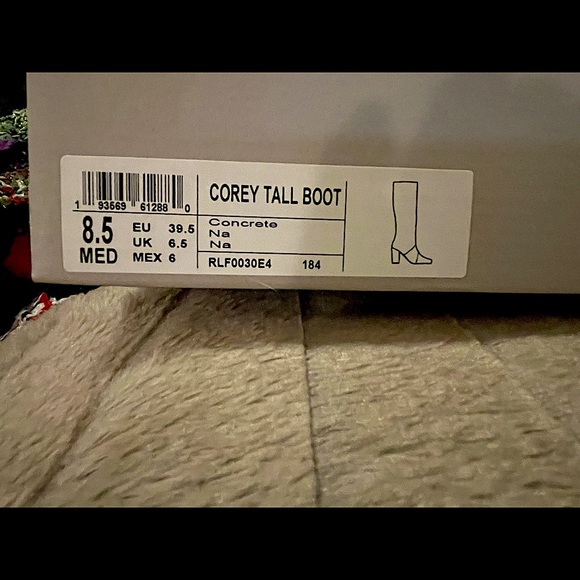 1 93569 61288 0
COREY TALL BOOT
8.5
MED
EU 39.5
UK 6.5
MEX 6
Concrete
Na
Na
RLF0030E4 184